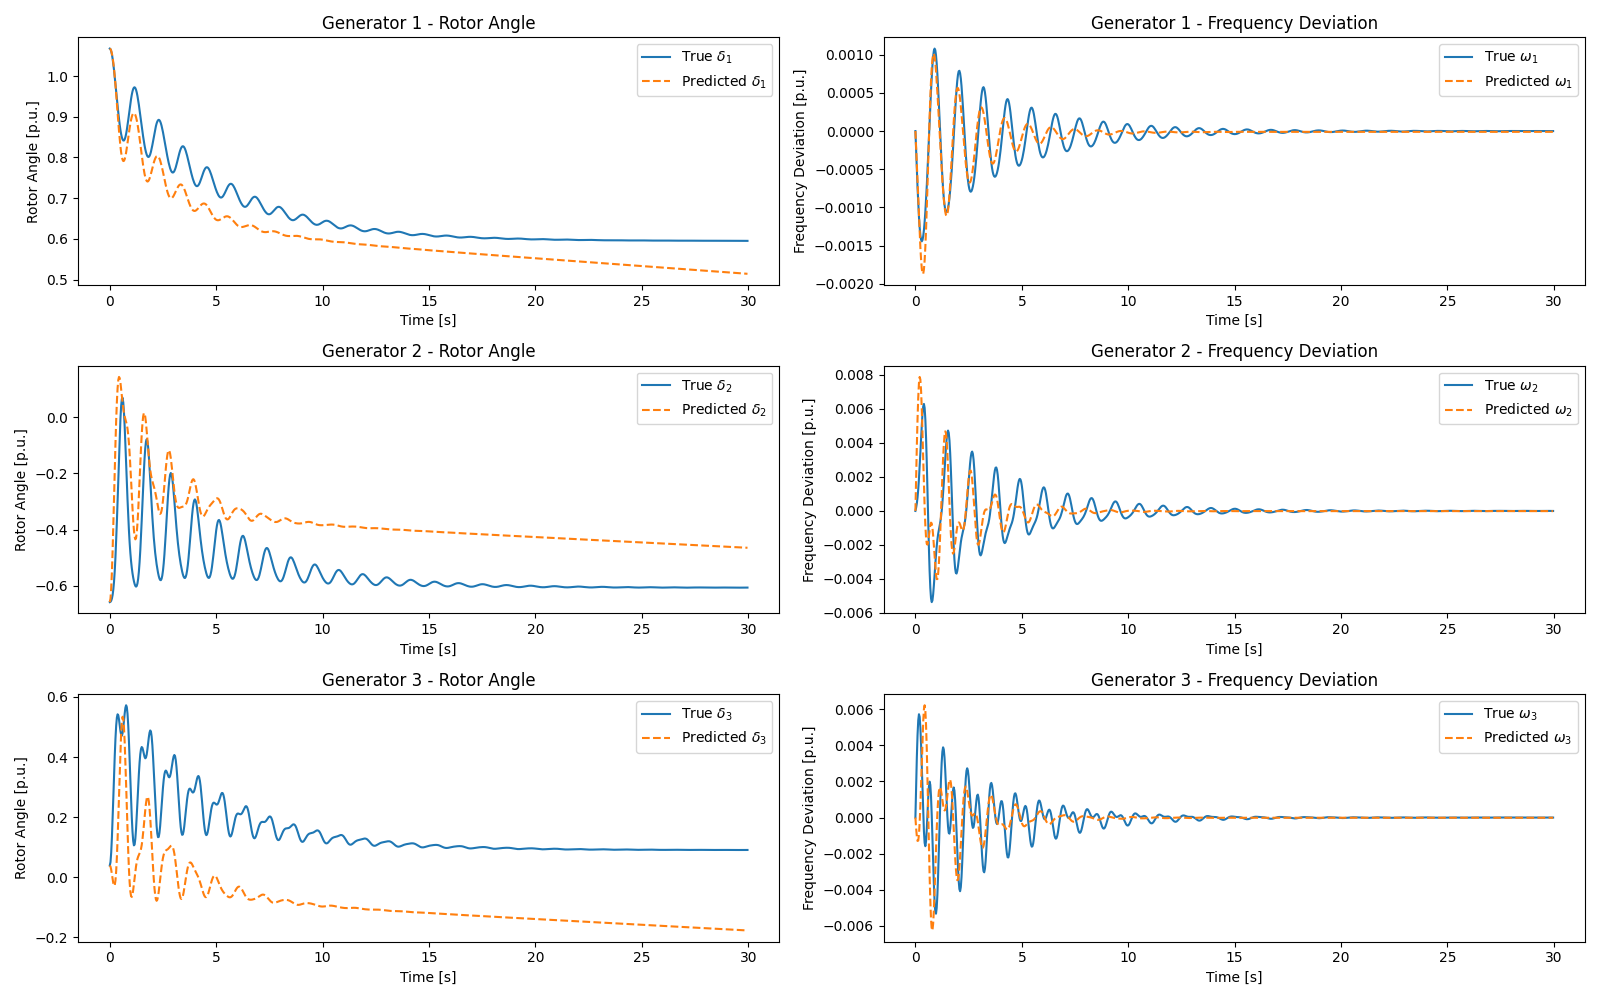 Generator 1 - Rotor Angle
Rotor Angle [p.u.]
1.0
0.9
0.8
0.7
0.6
0.5
True δ₁
Predicted δ₁
0 5 10 15 20 25 30
Time [s]
Generator 1 - Frequency Deviation
Frequency Deviation [p.u.]
0.0010
0.0005
0.0000
−0.0005
−0.0010
−0.0015
−0.0020
True ω₁
Predicted ω₁
0 5 10 15 20 25 30
Time [s]
Generator 2 - Rotor Angle
Rotor Angle [p.u.]
0.0
−0.2
−0.4
−0.6
True δ₂
Predicted δ₂
0 5 10 15 20 25 30
Time [s]
Generator 2 - Frequency Deviation
Frequency Deviation [p.u.]
0.008
0.006
0.004
0.002
0.000
−0.002
−0.004
−0.006
True ω₂
Predicted ω₂
0 5 10 15 20 25 30
Time [s]
Generator 3 - Rotor Angle
Rotor Angle [p.u.]
0.6
0.4
0.2
0.0
−0.2
True δ₃
Predicted δ₃
0 5 10 15 20 25 30
Time [s]
Generator 3 - Frequency Deviation
Frequency Deviation [p.u.]
0.006
0.004
0.002
0.000
−0.002
−0.004
−0.006
True ω₃
Predicted ω₃
0 5 10 15 20 25 30
Time [s]